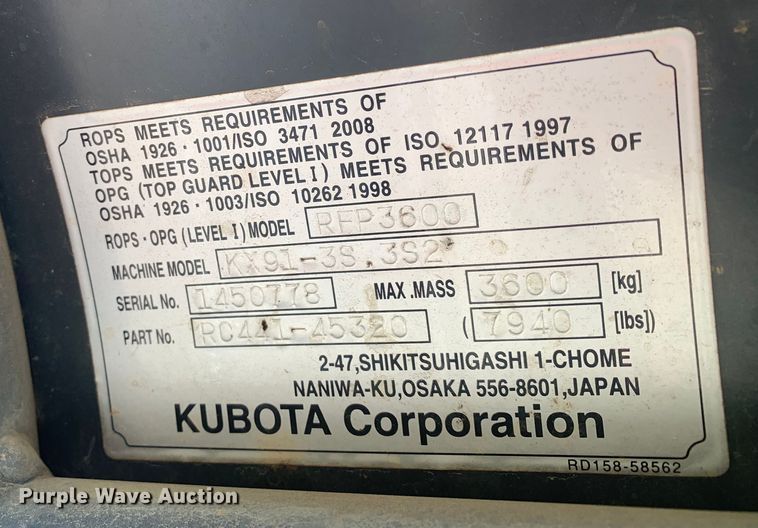 ROPS MEETS REQUIREMENTS OF
OSHA 1926・1001/ISO 3471 2008
TOPS MEETS REQUIREMENTS OF ISO 12117 1997
OPG (TOP GUARD LEVEL I) MEETS REQUIREMENTS OF
OSHA 1926・1003/ISO 10262 1998
ROPS・OPG (LEVEL I) MODEL RFP3600
MACHINE MODEL KX91-3S.3S2
SERIAL No. 1450778 MAX.MASS 3600 [kg]
PART No. RC441-45320 ( 7940 [lbs])
2-47,SHIKITSUHIGASHI 1-CHOME
NANIWA-KU,OSAKA 556-8601,JAPAN
KUBOTA Corporation
RD158-58562
Purple Wave Auction